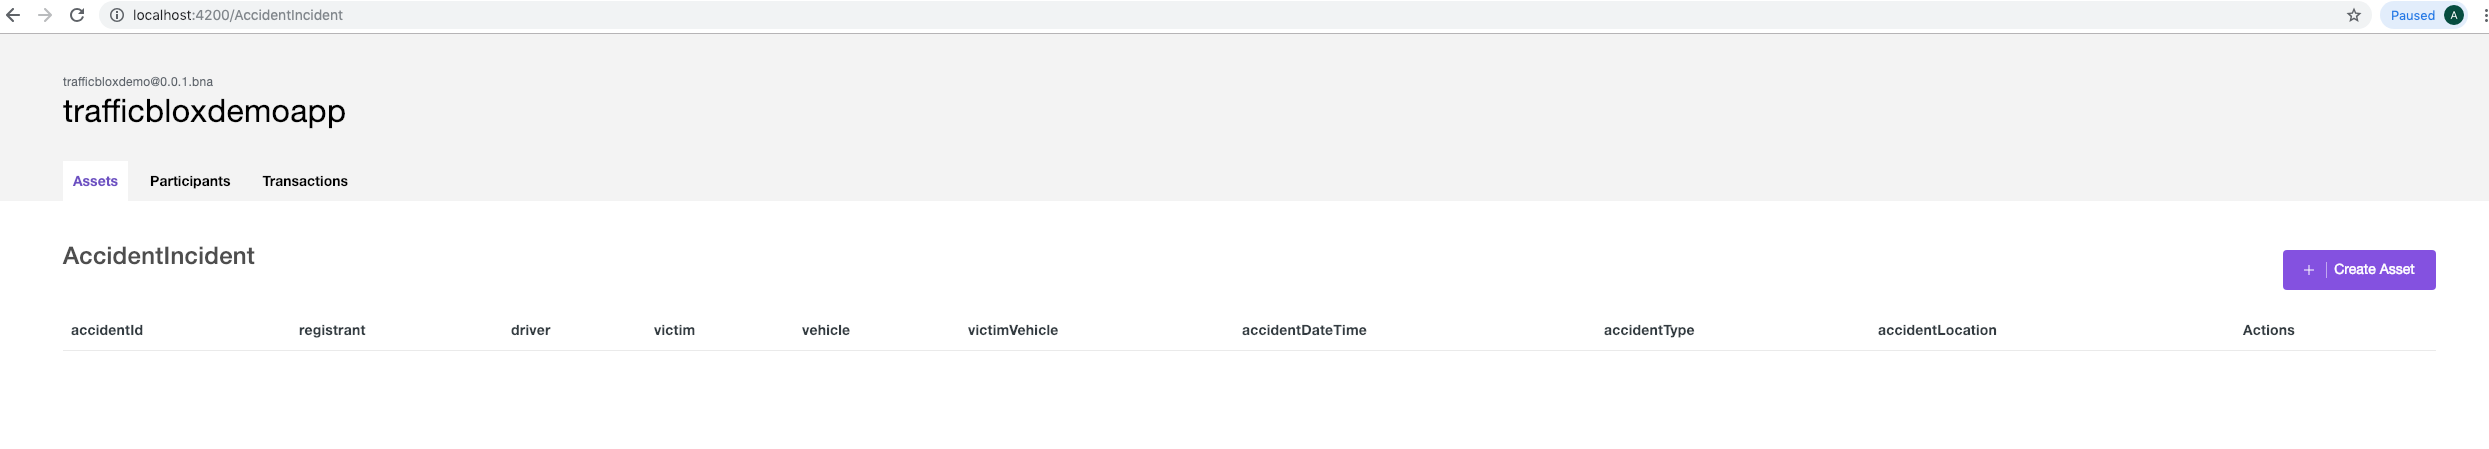 localhost:4200/AccidentIncident
Paused A
trafficbloxdemo@0.0.1.bna
trafficbloxdemoapp
Assets Participants Transactions
AccidentIncident
+ | Create Asset
accidentId registrant driver victim vehicle victimVehicle accidentDateTime accidentType accidentLocation Actions